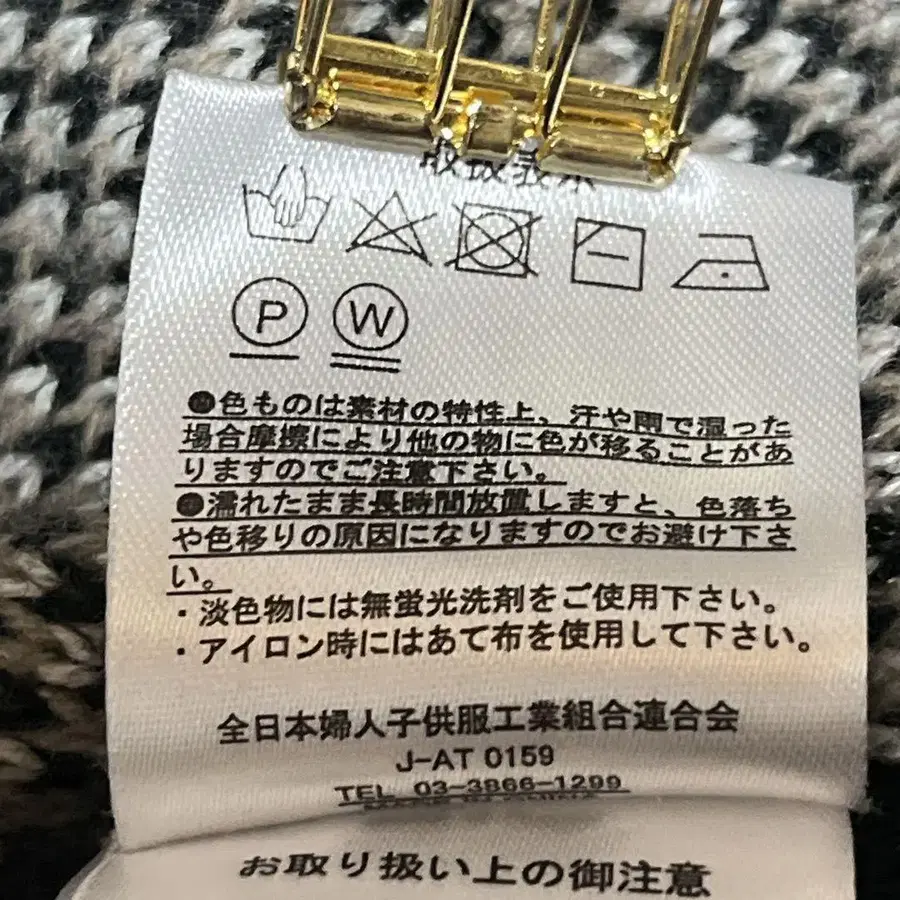 取扱表示
P W
●色ものは素材の特性上、汗や雨で湿った
場合摩擦により他の物に色が移ることがあ
りますのでご注意下さい。
●濡れたまま長時間放置しますと、色落ち
や色移りの原因になりますのでお避け下さ
い。
・淡色物には無蛍光洗剤をご使用下さい。
・アイロン時にはあて布を使用して下さい。
全日本婦人子供服工業組合連合会
J-AT 0159
TEL 03-3866-1299
お取り扱い上の御注意